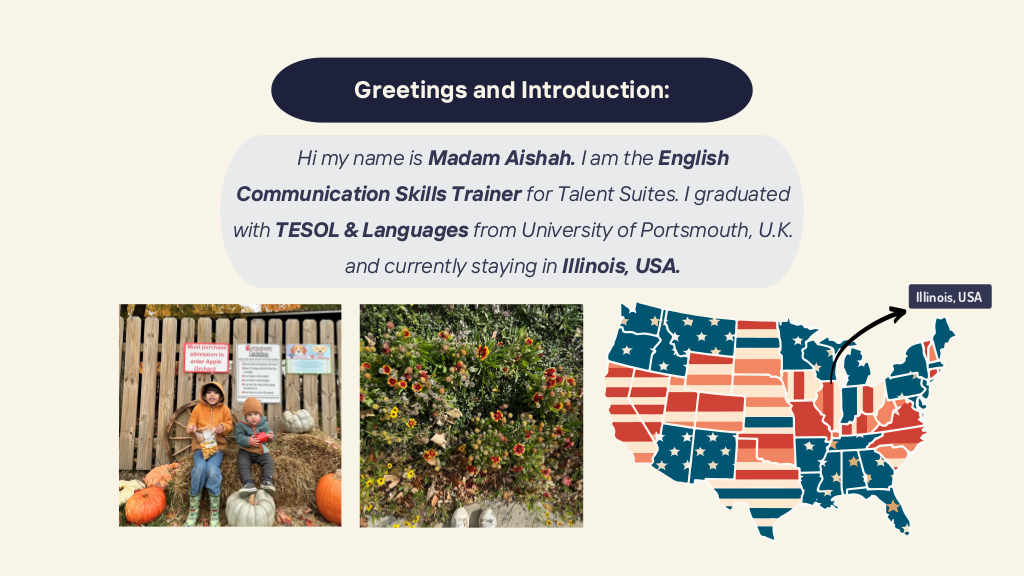 Greetings and Introduction:
Hi my name is Madam Aishah. I am the English
Communication Skills Trainer for Talent Suites. I graduated
with TESOL & Languages from University of Portsmouth, U.K.
and currently staying in Illinois, USA.
Illinois, USA
Must purchase
admission to
enter Apple
Orchard